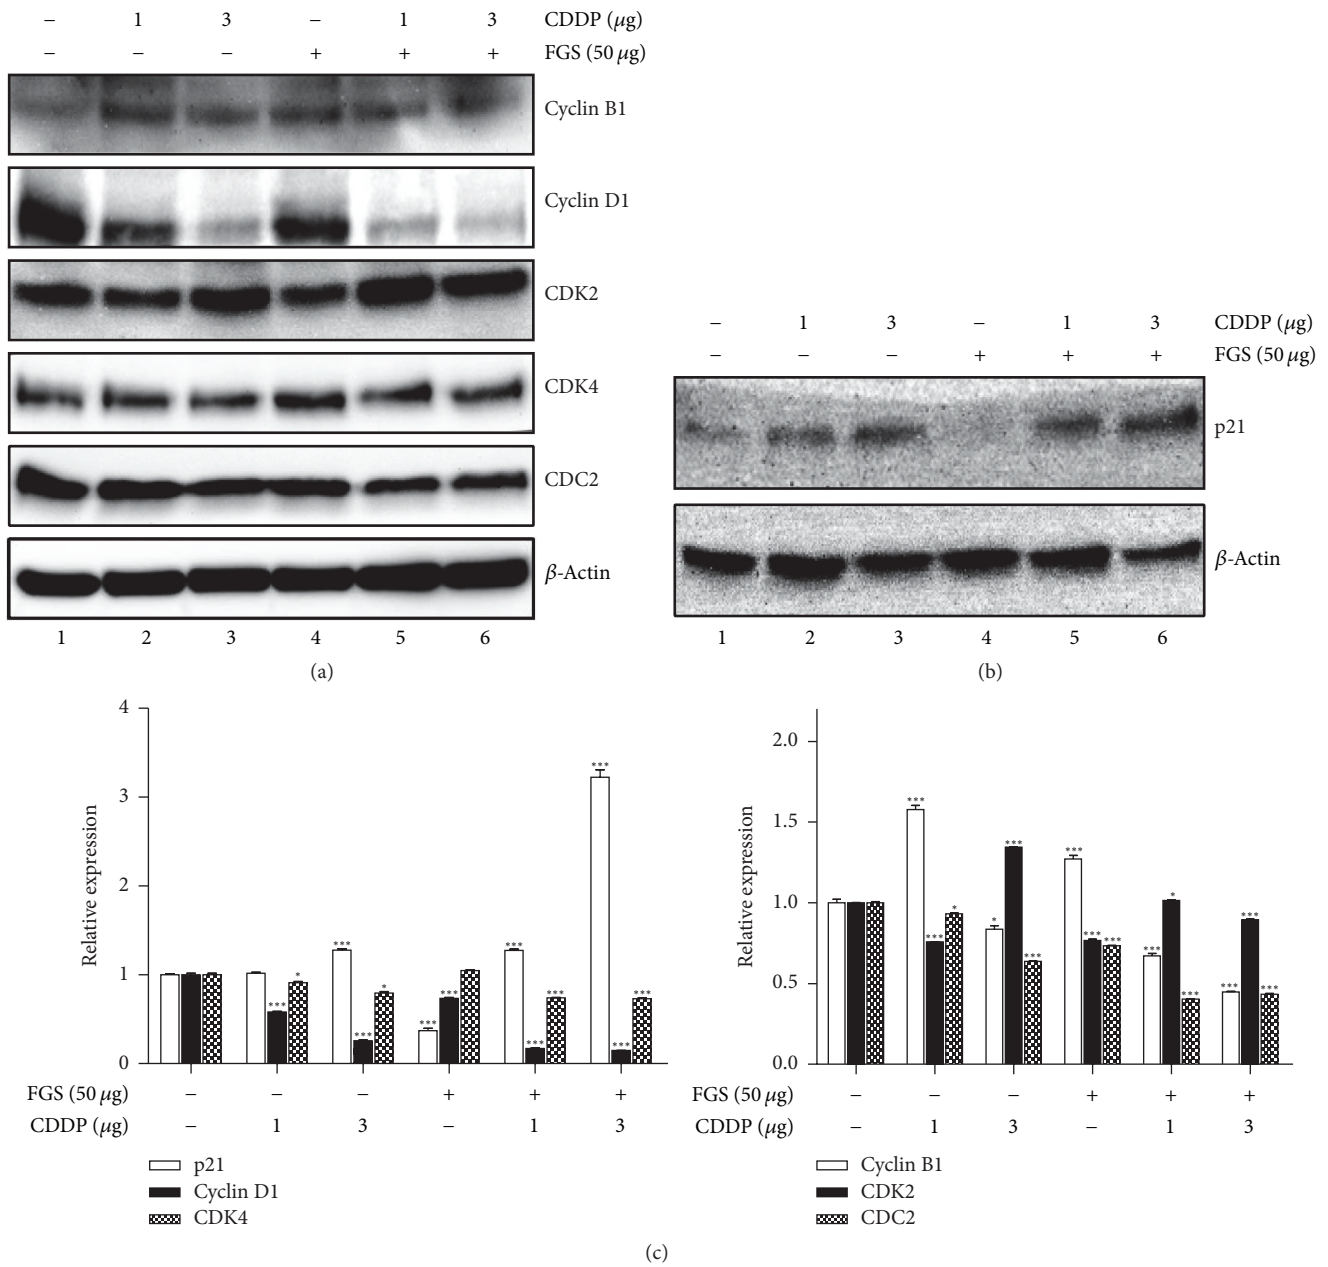 − 1 3 − 1 3 CDDP (μg)
− − − + + + FGS (50 μg)
Cyclin B1
Cyclin D1
CDK2
CDK4
CDC2
β-Actin
1 2 3 4 5 6
(a)
− 1 3 − 1 3 CDDP (μg)
− − − + + + FGS (50 μg)
p21
β-Actin
1 2 3 4 5 6
(b)
Relative expression
4
3
2
1
0
***
***
***
***
*
***
*
***
***
***
***
***
***
***
FGS (50 μg) − − − + + +
CDDP (μg) − 1 3 − 1 3
p21
Cyclin D1
CDK4
Relative expression
2.0
1.5
1.0
0.5
0.0
***
***
*
*
***
***
***
***
***
***
*
***
***
***
***
FGS (50 μg) − − − + + +
CDDP (μg) − 1 3 − 1 3
Cyclin B1
CDK2
CDC2
(c)